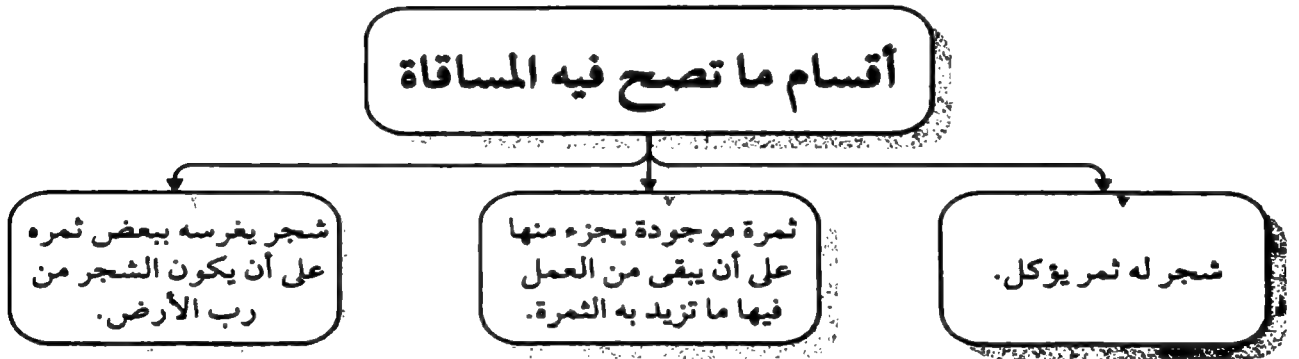 أقسام ما تصح فيه المساقاة
شجر له ثمر يؤكل.
ثمرة موجودة بجزء منها
على أن يبقى من العمل
فيها ما تزيد به الثمرة.
شجر يغرسه ببعض ثمره
على أن يكون الشجر من
رب الأرض.